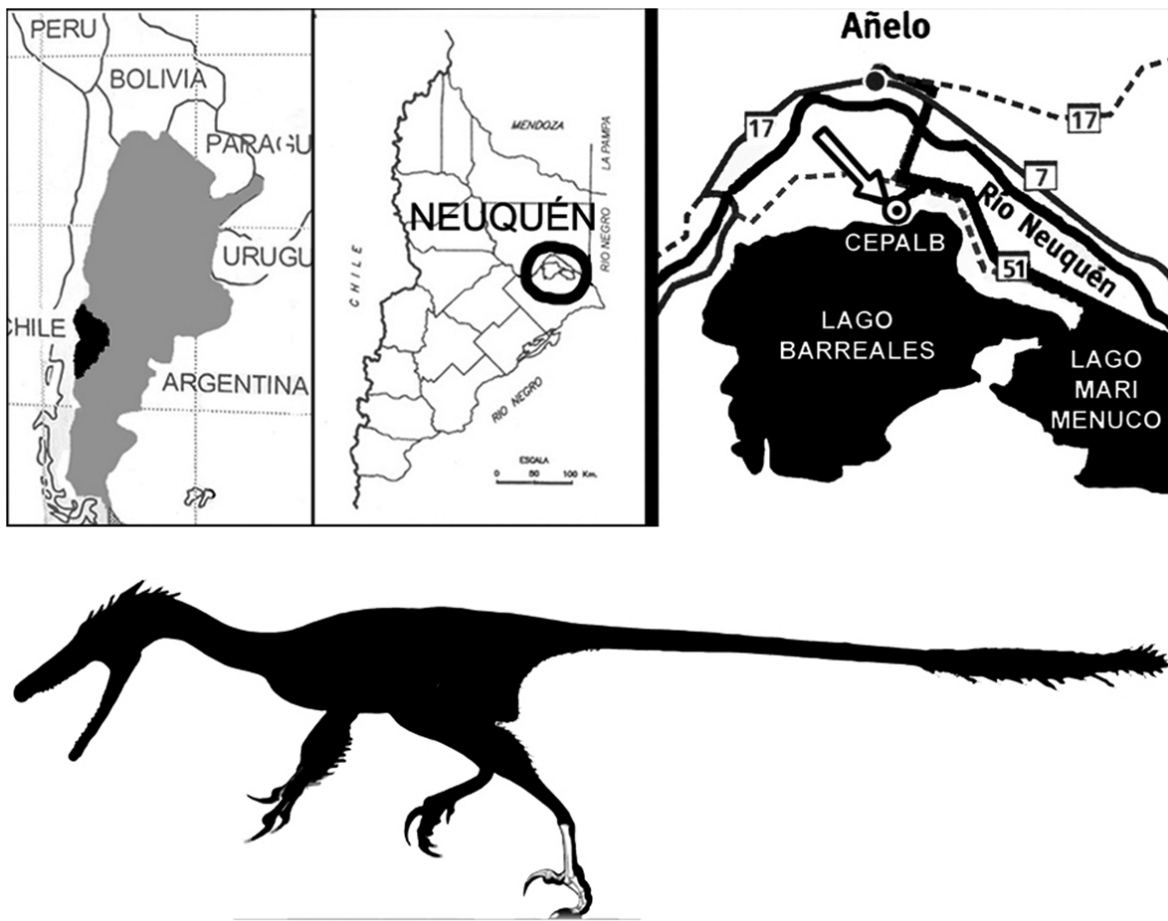 PERU
BOLIVIA
PARAGU
URUGU
CHILE
ARGENTINA
MENDOZA
LA PAMPA
NEUQUÉN
RIO NEGRO
CHILE
RIO NEGRO
ESCALA
0 50 100 Km.
Añelo
17
17
7
Río Neuquén
CEPALB
51
LAGO
BARREALES
LAGO
MARI
MENUCO